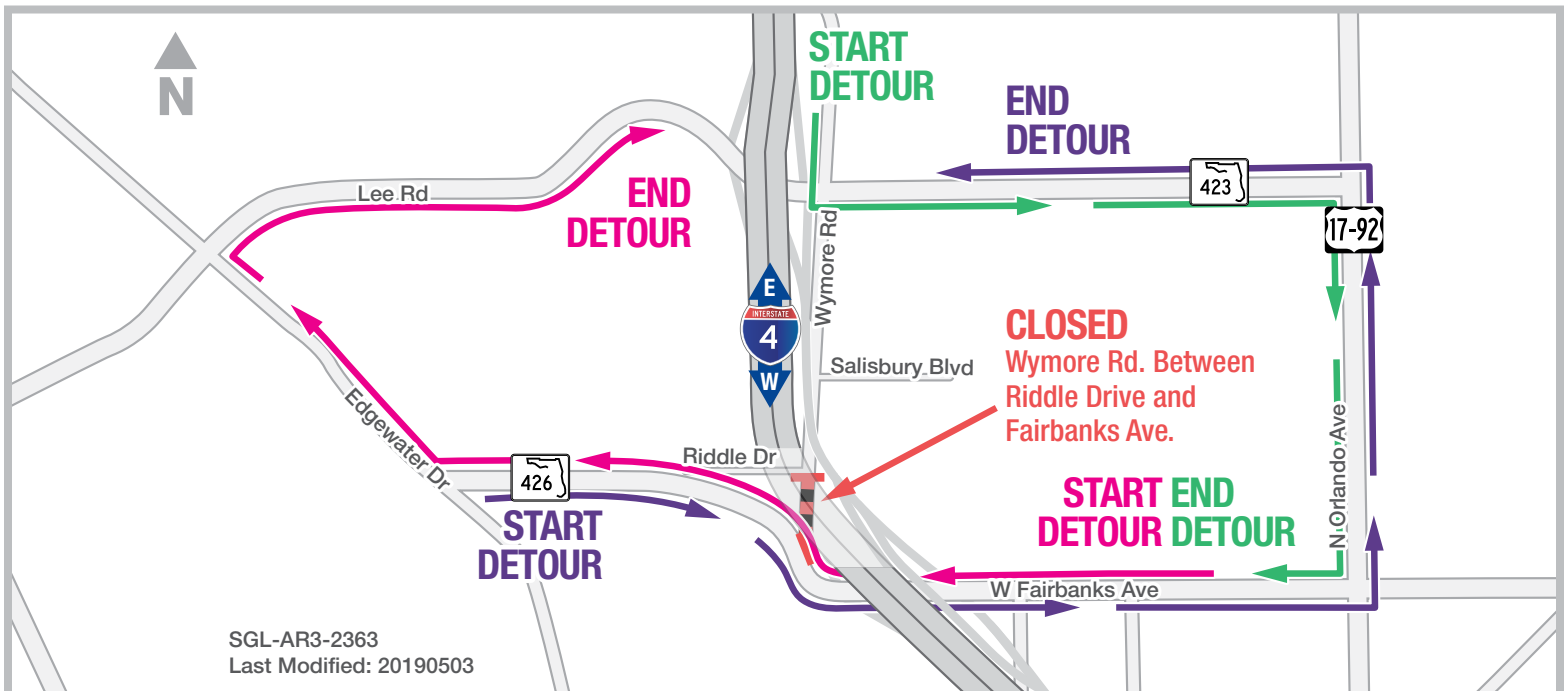 N
START
DETOUR
END
DETOUR
423
17-92
Lee Rd
END
DETOUR
Wymore Rd
E
INTERSTATE
4
W
CLOSED
Wymore Rd. Between
Riddle Drive and
Fairbanks Ave.
Salisbury Blvd
Edgewater Dr
Riddle Dr
426
START
DETOUR
START
DETOUR
END
DETOUR
N Orlando Ave
W Fairbanks Ave
SGL-AR3-2363
Last Modified: 20190503